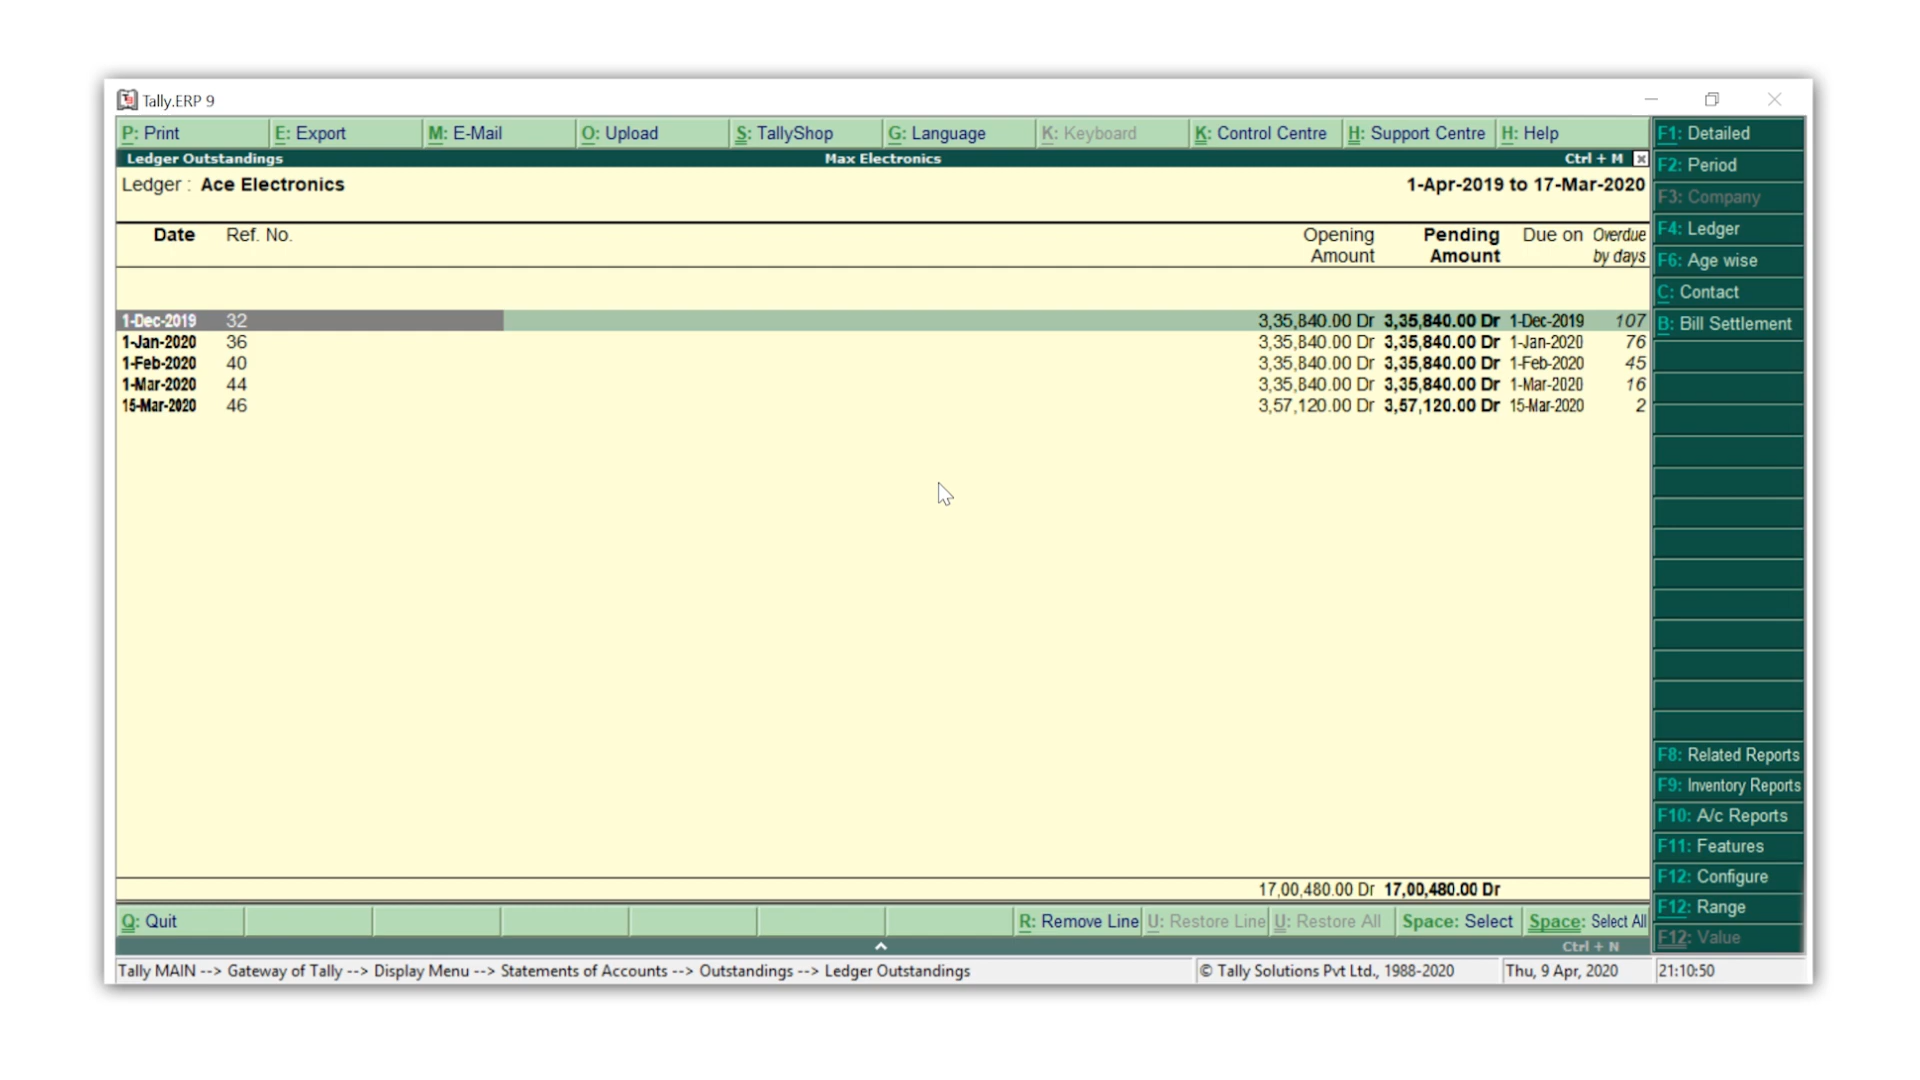 Tally.ERP 9
P: Print E: Export M: E-Mail O: Upload S: TallyShop G: Language K: Keyboard K: Control Centre H: Support Centre H: Help
Ledger Outstandings Max Electronics Ctrl + M
Ledger : Ace Electronics 1-Apr-2019 to 17-Mar-2020
Date Ref. No. Opening Pending Due on Overdue
Amount Amount by days
1-Dec-2019 32 3,35,840.00 Dr 3,35,840.00 Dr 1-Dec-2019 107
1-Jan-2020 36 3,35,840.00 Dr 3,35,840.00 Dr 1-Jan-2020 76
1-Feb-2020 40 3,35,840.00 Dr 3,35,840.00 Dr 1-Feb-2020 45
1-Mar-2020 44 3,35,840.00 Dr 3,35,840.00 Dr 1-Mar-2020 16
15-Mar-2020 46 3,57,120.00 Dr 3,57,120.00 Dr 15-Mar-2020 2
17,00,480.00 Dr 17,00,480.00 Dr
Q: Quit R: Remove Line U: Restore Line U: Restore All Space: Select Space: Select All
Ctrl + N
Tally MAIN --> Gateway of Tally --> Display Menu --> Statements of Accounts --> Outstandings --> Ledger Outstandings © Tally Solutions Pvt Ltd., 1988-2020 Thu, 9 Apr, 2020 21:10:50
F1: Detailed
F2: Period
F3: Company
F4: Ledger
F6: Age wise
C: Contact
B: Bill Settlement
F8: Related Reports
F9: Inventory Reports
F10: A/c Reports
F11: Features
F12: Configure
F12: Range
F12: Value